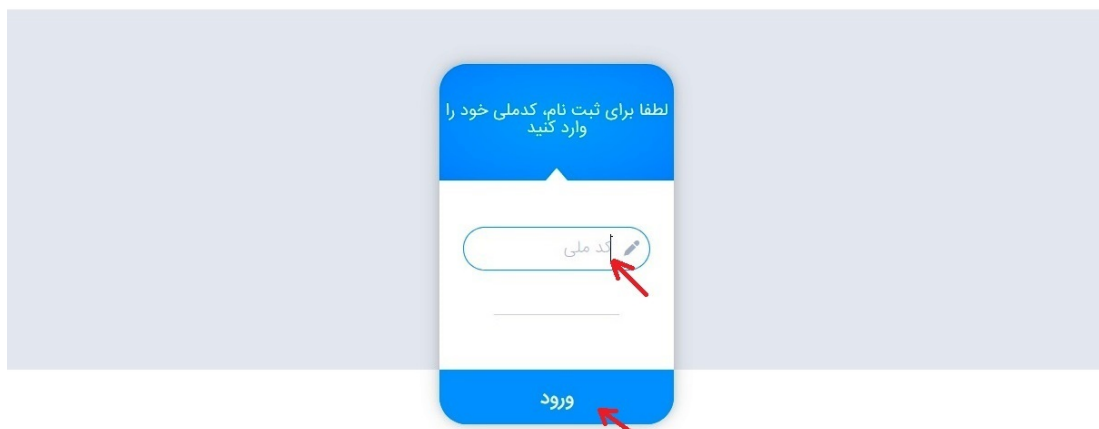 لطفا برای ثبت نام، کدملی خود را
وارد کنید
کد ملی
ورود